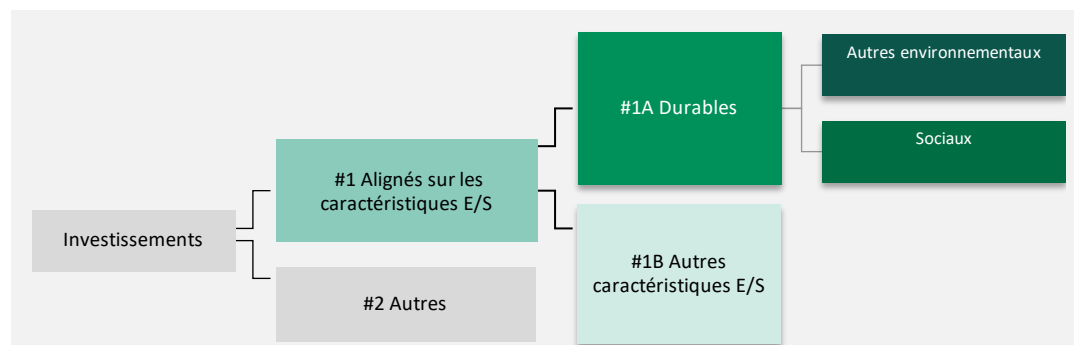 Investissements
#1 Alignés sur les
caractéristiques E/S
#2 Autres
#1A Durables
#1B Autres
caractéristiques E/S
Autres environnementaux
Sociaux